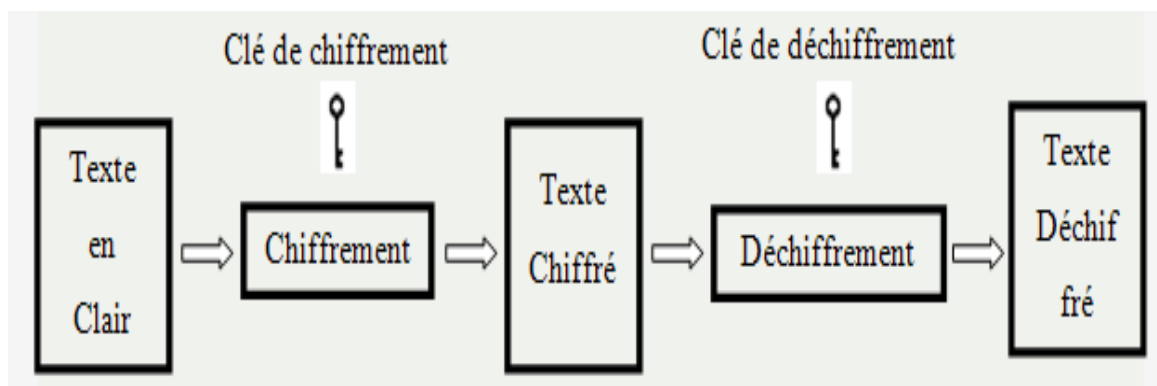 Clé de chiffrement
Clé de déchiffrement
Texte
en
Clair
Chiffrement
Texte
Chiffré
Déchiffrement
Texte
Déchif
fré